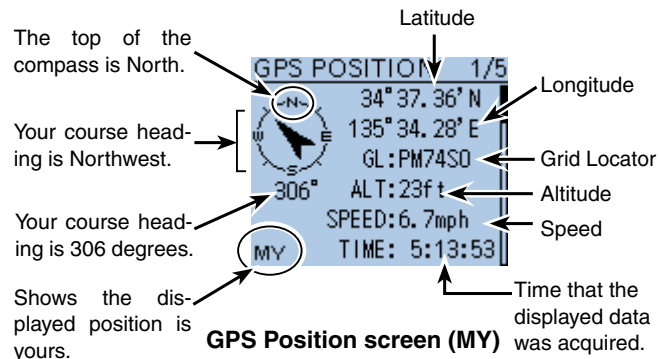 Latitude
The top of the
compass is North.
GPS POSITION 1/5
34°37.36’N
Longitude
N
W
E
S
135°34.28’E
Your course head-
ing is Northwest.
GL:PM74SO
Grid Locator
306°
ALT:23ft
Altitude
Your course head-
ing is 306 degrees.
SPEED:6.7mph
Speed
MY
TIME: 5:13:53
Shows the dis-
played position is
yours.
Time that the
displayed data
was acquired.
GPS Position screen (MY)